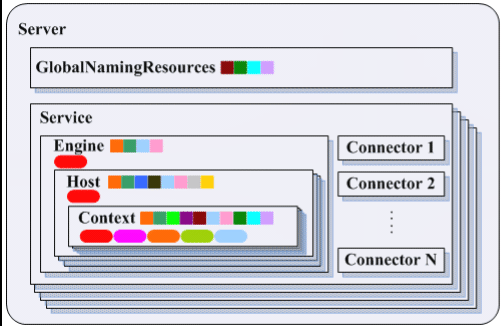 Server
GlobalNamingResources
Service
Engine
Host
Context
Connector 1
Connector 2
Connector N